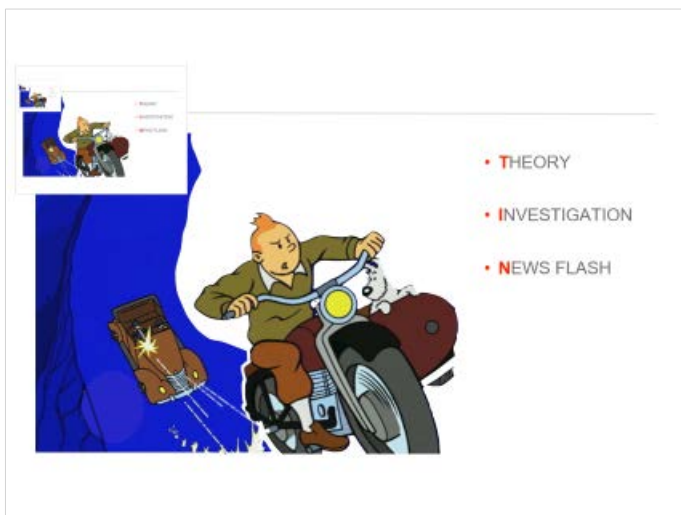 • THEORY
• INVESTIGATION
• NEWS FLASH